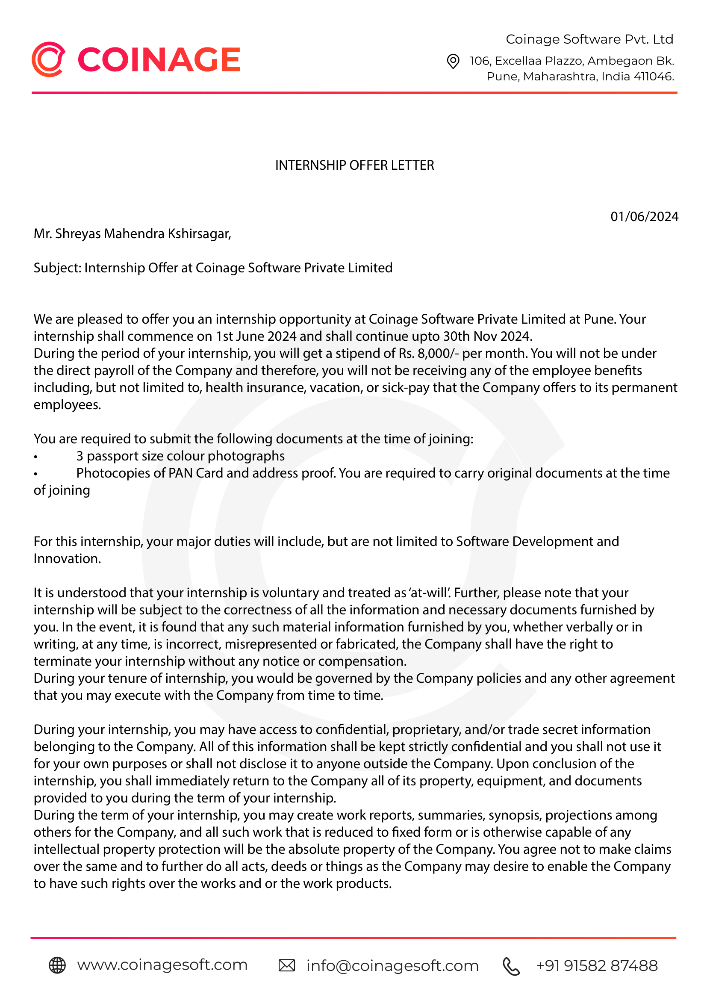 COINAGE
Coinage Software Pvt. Ltd
106, Excellaa Plazzo, Ambegaon Bk.
Pune, Maharashtra, India 411046.
INTERNSHIP OFFER LETTER
01/06/2024
Mr. Shreyas Mahendra Kshirsagar,
Subject: Internship Offer at Coinage Software Private Limited
We are pleased to offer you an internship opportunity at Coinage Software Private Limited at Pune. Your
internship shall commence on 1st June 2024 and shall continue upto 30th Nov 2024.
During the period of your internship, you will get a stipend of Rs. 8,000/- per month. You will not be under
the direct payroll of the Company and therefore, you will not be receiving any of the employee benefits
including, but not limited to, health insurance, vacation, or sick-pay that the Company offers to its permanent
employees.
You are required to submit the following documents at the time of joining:
• 3 passport size colour photographs
• Photocopies of PAN Card and address proof. You are required to carry original documents at the time
of joining
For this internship, your major duties will include, but are not limited to Software Development and
Innovation.
It is understood that your internship is voluntary and treated as ‘at-will’. Further, please note that your
internship will be subject to the correctness of all the information and necessary documents furnished by
you. In the event, it is found that any such material information furnished by you, whether verbally or in
writing, at any time, is incorrect, misrepresented or fabricated, the Company shall have the right to
terminate your internship without any notice or compensation.
During your tenure of internship, you would be governed by the Company policies and any other agreement
that you may execute with the Company from time to time.
During your internship, you may have access to confidential, proprietary, and/or trade secret information
belonging to the Company. All of this information shall be kept strictly confidential and you shall not use it
for your own purposes or shall not disclose it to anyone outside the Company. Upon conclusion of the
internship, you shall immediately return to the Company all of its property, equipment, and documents
provided to you during the term of your internship.
During the term of your internship, you may create work reports, summaries, synopsis, projections among
others for the Company, and all such work that is reduced to fixed form or is otherwise capable of any
intellectual property protection will be the absolute property of the Company. You agree not to make claims
over the same and to further do all acts, deeds or things as the Company may desire to enable the Company
to have such rights over the works and or the work products.
www.coinagesoft.com info@coinagesoft.com +91 91582 87488